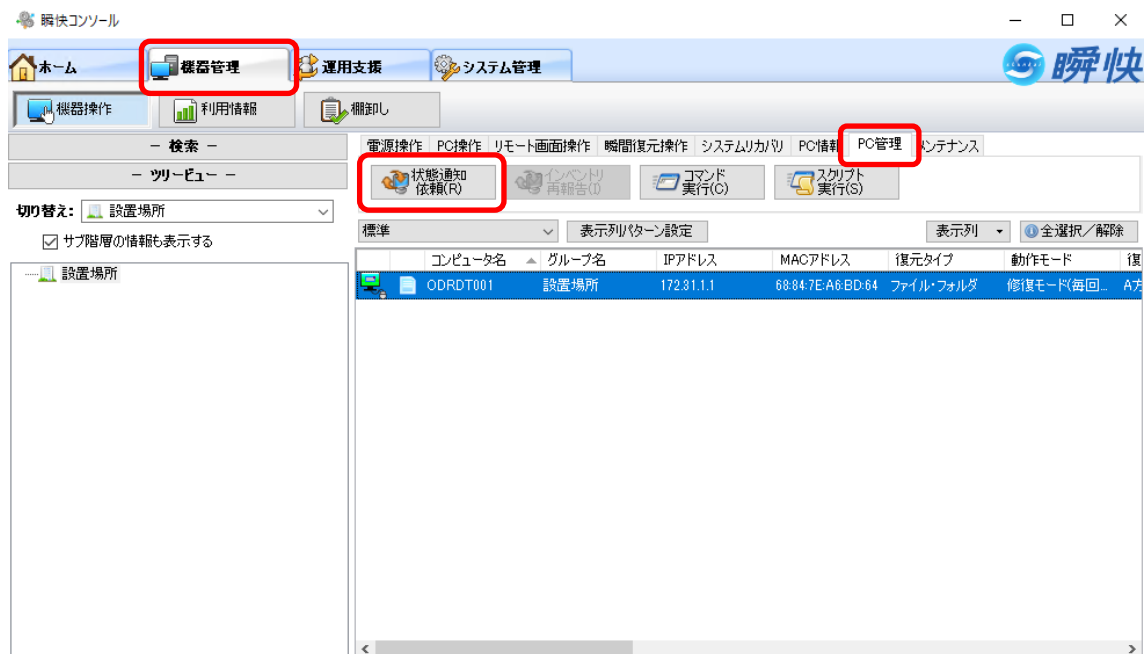 瞬快コンソール
ホーム 機器管理 運用支援 システム管理 瞬快
機器操作 利用情報 棚卸し
－ 検索 －
－ ツリービュー －
切り替え: 設置場所
サブ階層の情報も表示する
設置場所
電源操作 PC操作 リモート画面操作 瞬間復元操作 システムリカバリ PC情報 PC管理 メンテナンス
状態通知
依頼(R)
インベントリ
再報告(I)
コマンド
実行(C)
スクリプト
実行(S)
標準 表示列パターン設定 表示列 全選択／解除
コンピュータ名 グループ名 IPアドレス MACアドレス 復元タイプ 動作モード 復
ODRDT001 設置場所 172.31.1.1 68:84:7E:A6:BD:64 ファイル・フォルダ 修復モード(毎回... A方